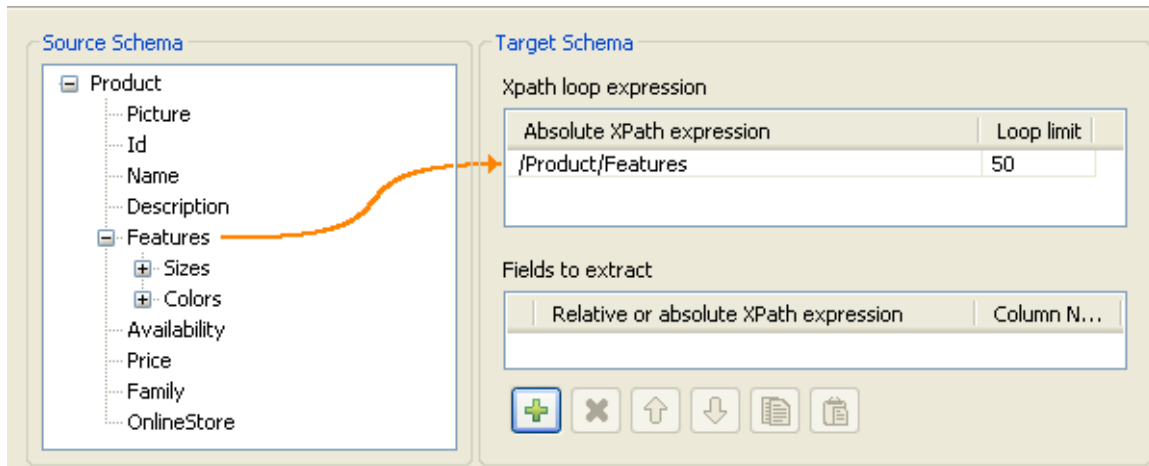 Source Schema
Product
Picture
Id
Name
Description
Features
Sizes
Colors
Availability
Price
Family
OnlineStore
Target Schema
Xpath loop expression
Absolute XPath expression Loop limit
/Product/Features 50
Fields to extract
Relative or absolute XPath expression Column N...